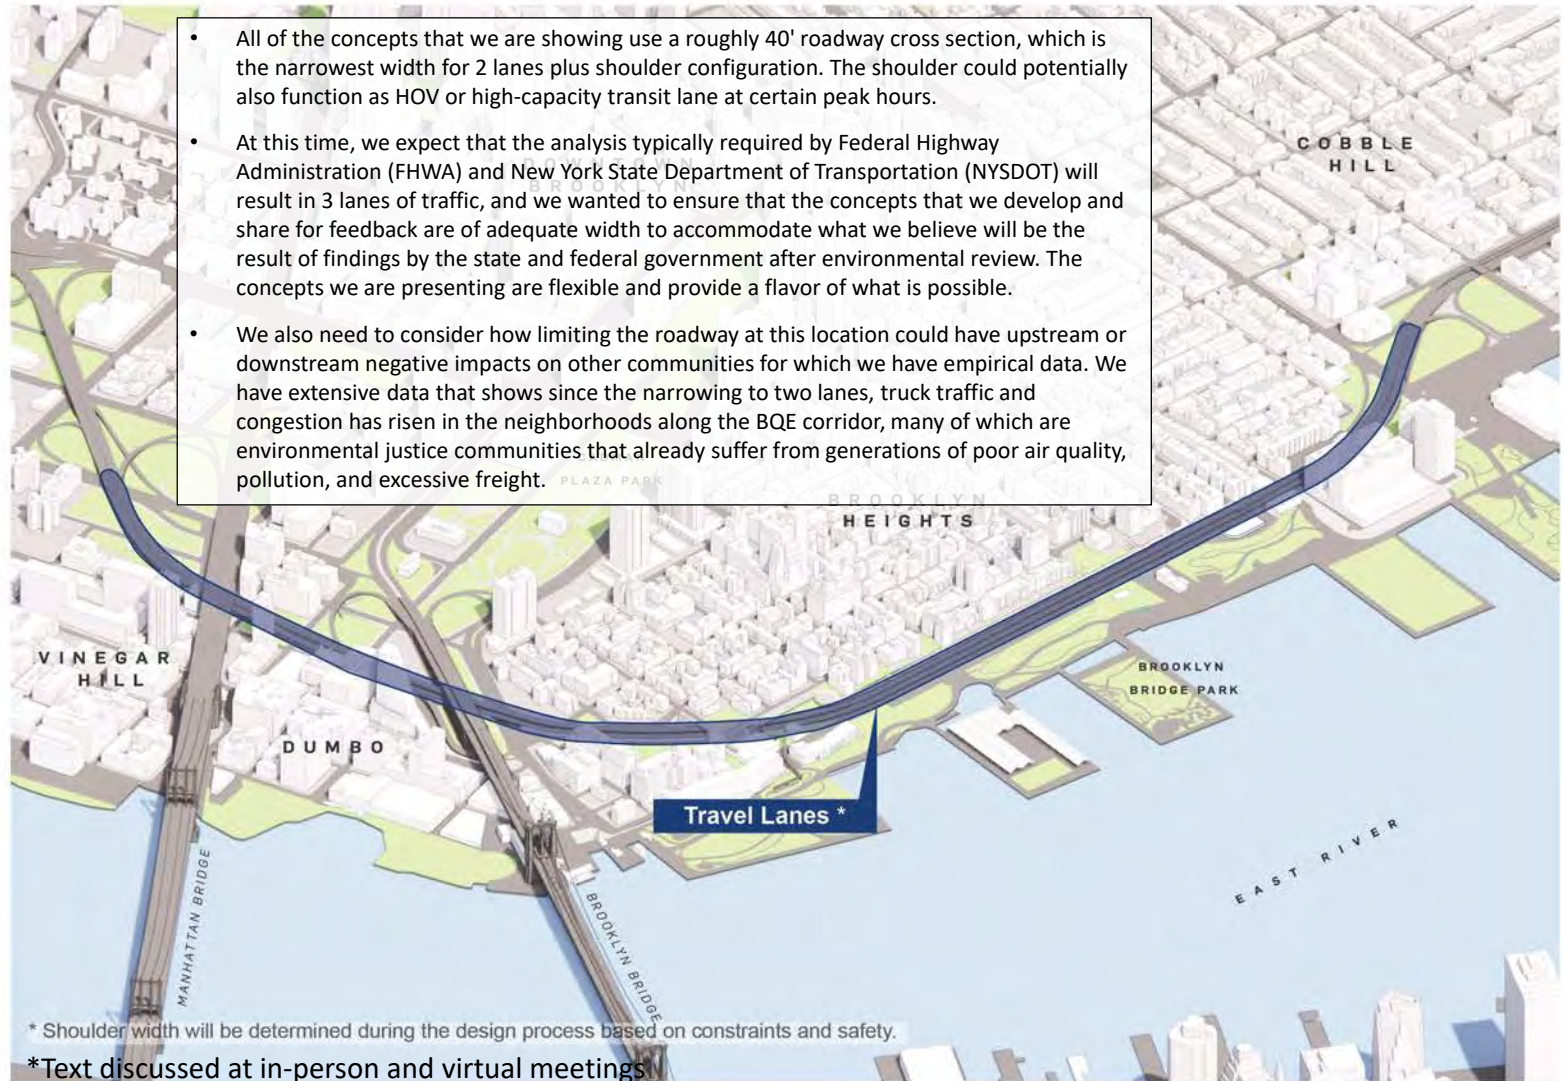 • All of the concepts that we are showing use a roughly 40' roadway cross section, which is
the narrowest width for 2 lanes plus shoulder configuration. The shoulder could potentially
also function as HOV or high-capacity transit lane at certain peak hours.
• At this time, we expect that the analysis typically required by Federal Highway
Administration (FHWA) and New York State Department of Transportation (NYSDOT) will
result in 3 lanes of traffic, and we wanted to ensure that the concepts that we develop and
share for feedback are of adequate width to accommodate what we believe will be the
result of findings by the state and federal government after environmental review. The
concepts we are presenting are flexible and provide a flavor of what is possible.
• We also need to consider how limiting the roadway at this location could have upstream or
downstream negative impacts on other communities for which we have empirical data. We
have extensive data that shows since the narrowing to two lanes, truck traffic and
congestion has risen in the neighborhoods along the BQE corridor, many of which are
environmental justice communities that already suffer from generations of poor air quality,
pollution, and excessive freight.
DOWNTOWN
BROOKLYN
COBBLE
HILL
PLAZA PARK
BROOKLYN
HEIGHTS
VINEGAR
HILL
DUMBO
BROOKLYN
BRIDGE PARK
Travel Lanes *
EAST RIVER
MANHATTAN BRIDGE
BROOKLYN BRIDGE
* Shoulder width will be determined during the design process based on constraints and safety.
*Text discussed at in-person and virtual meetings